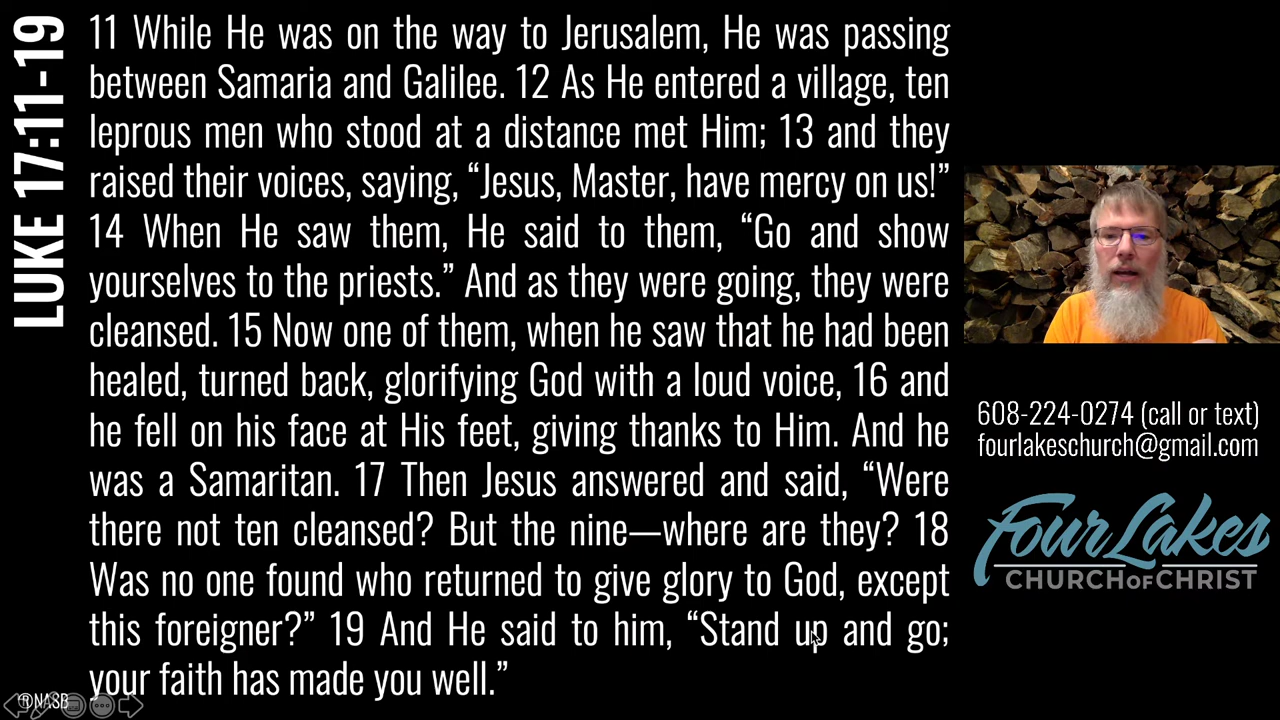 LUKE 17:11-19
11 While He was on the way to Jerusalem, He was passing
between Samaria and Galilee. 12 As He entered a village, ten
leprous men who stood at a distance met Him; 13 and they
raised their voices, saying, “Jesus, Master, have mercy on us!”
14 When He saw them, He said to them, “Go and show
yourselves to the priests.” And as they were going, they were
cleansed. 15 Now one of them, when he saw that he had been
healed, turned back, glorifying God with a loud voice, 16 and
he fell on his face at His feet, giving thanks to Him. And he
was a Samaritan. 17 Then Jesus answered and said, “Were
there not ten cleansed? But the nine—where are they? 18
Was no one found who returned to give glory to God, except
this foreigner?” 19 And He said to him, “Stand up and go;
your faith has made you well.”
©NASB
608-224-0274 (call or text)
fourlakeschurch@gmail.com
Four Lakes
CHURCH OF CHRIST